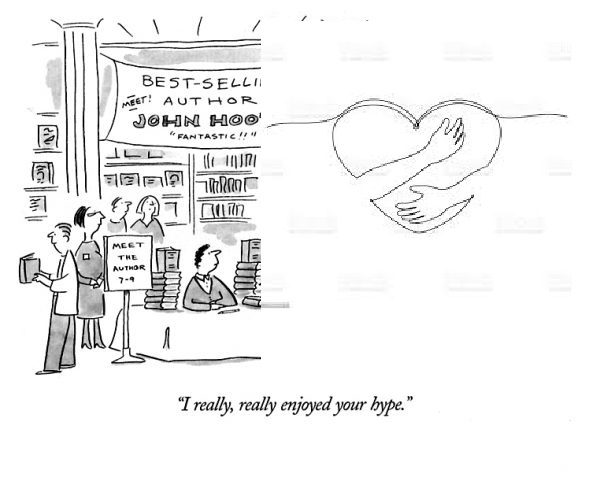 BEST-SELLI
MEET! AUTHOR
JOHN HOO
"FANTASTIC!!"
MEET
THE
AUTHOR
7-9
"I really, really enjoyed your hype."